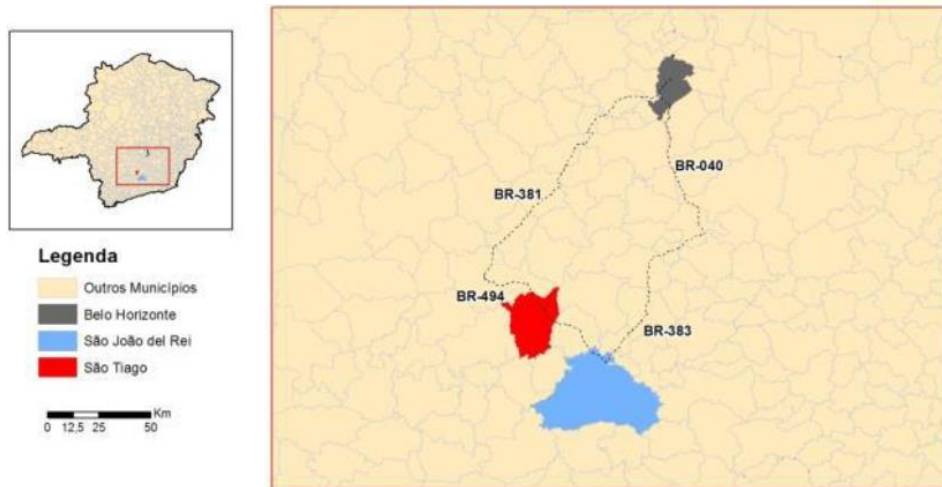 Legenda
Outros Municípios
Belo Horizonte
São João del Rei
São Tiago
Km
0 12,5 25 50
BR-381
BR-040
BR-494
BR-383